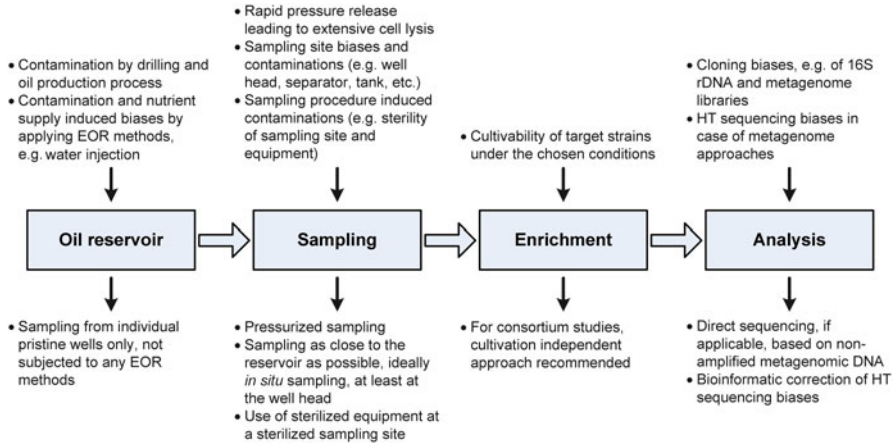 • Contamination by drilling and
oil production process
• Contamination and nutrient
supply induced biases by
applying EOR methods,
e.g. water injection
• Rapid pressure release
leading to extensive cell lysis
• Sampling site biases and
contaminations (e.g. well
head, separator, tank, etc.)
• Sampling procedure induced
contaminations (e.g. sterility
of sampling site and
equipment)
• Cultivability of target strains
under the chosen conditions
• Cloning biases, e.g. of 16S
rDNA and metagenome
libraries
• HT sequencing biases in
case of metagenome
approaches
Oil reservoir
Sampling
Enrichment
Analysis
• Sampling from individual
pristine wells only, not
subjected to any EOR
methods
• Pressurized sampling
• Sampling as close to the
reservoir as possible, ideally
in situ sampling, at least at
the well head
• Use of sterilized equipment at
a sterilized sampling site
• For consortium studies,
cultivation independent
approach recommended
• Direct sequencing, if
applicable, based on non-
amplified metagenomic DNA
• Bioinformatic correction of HT
sequencing biases